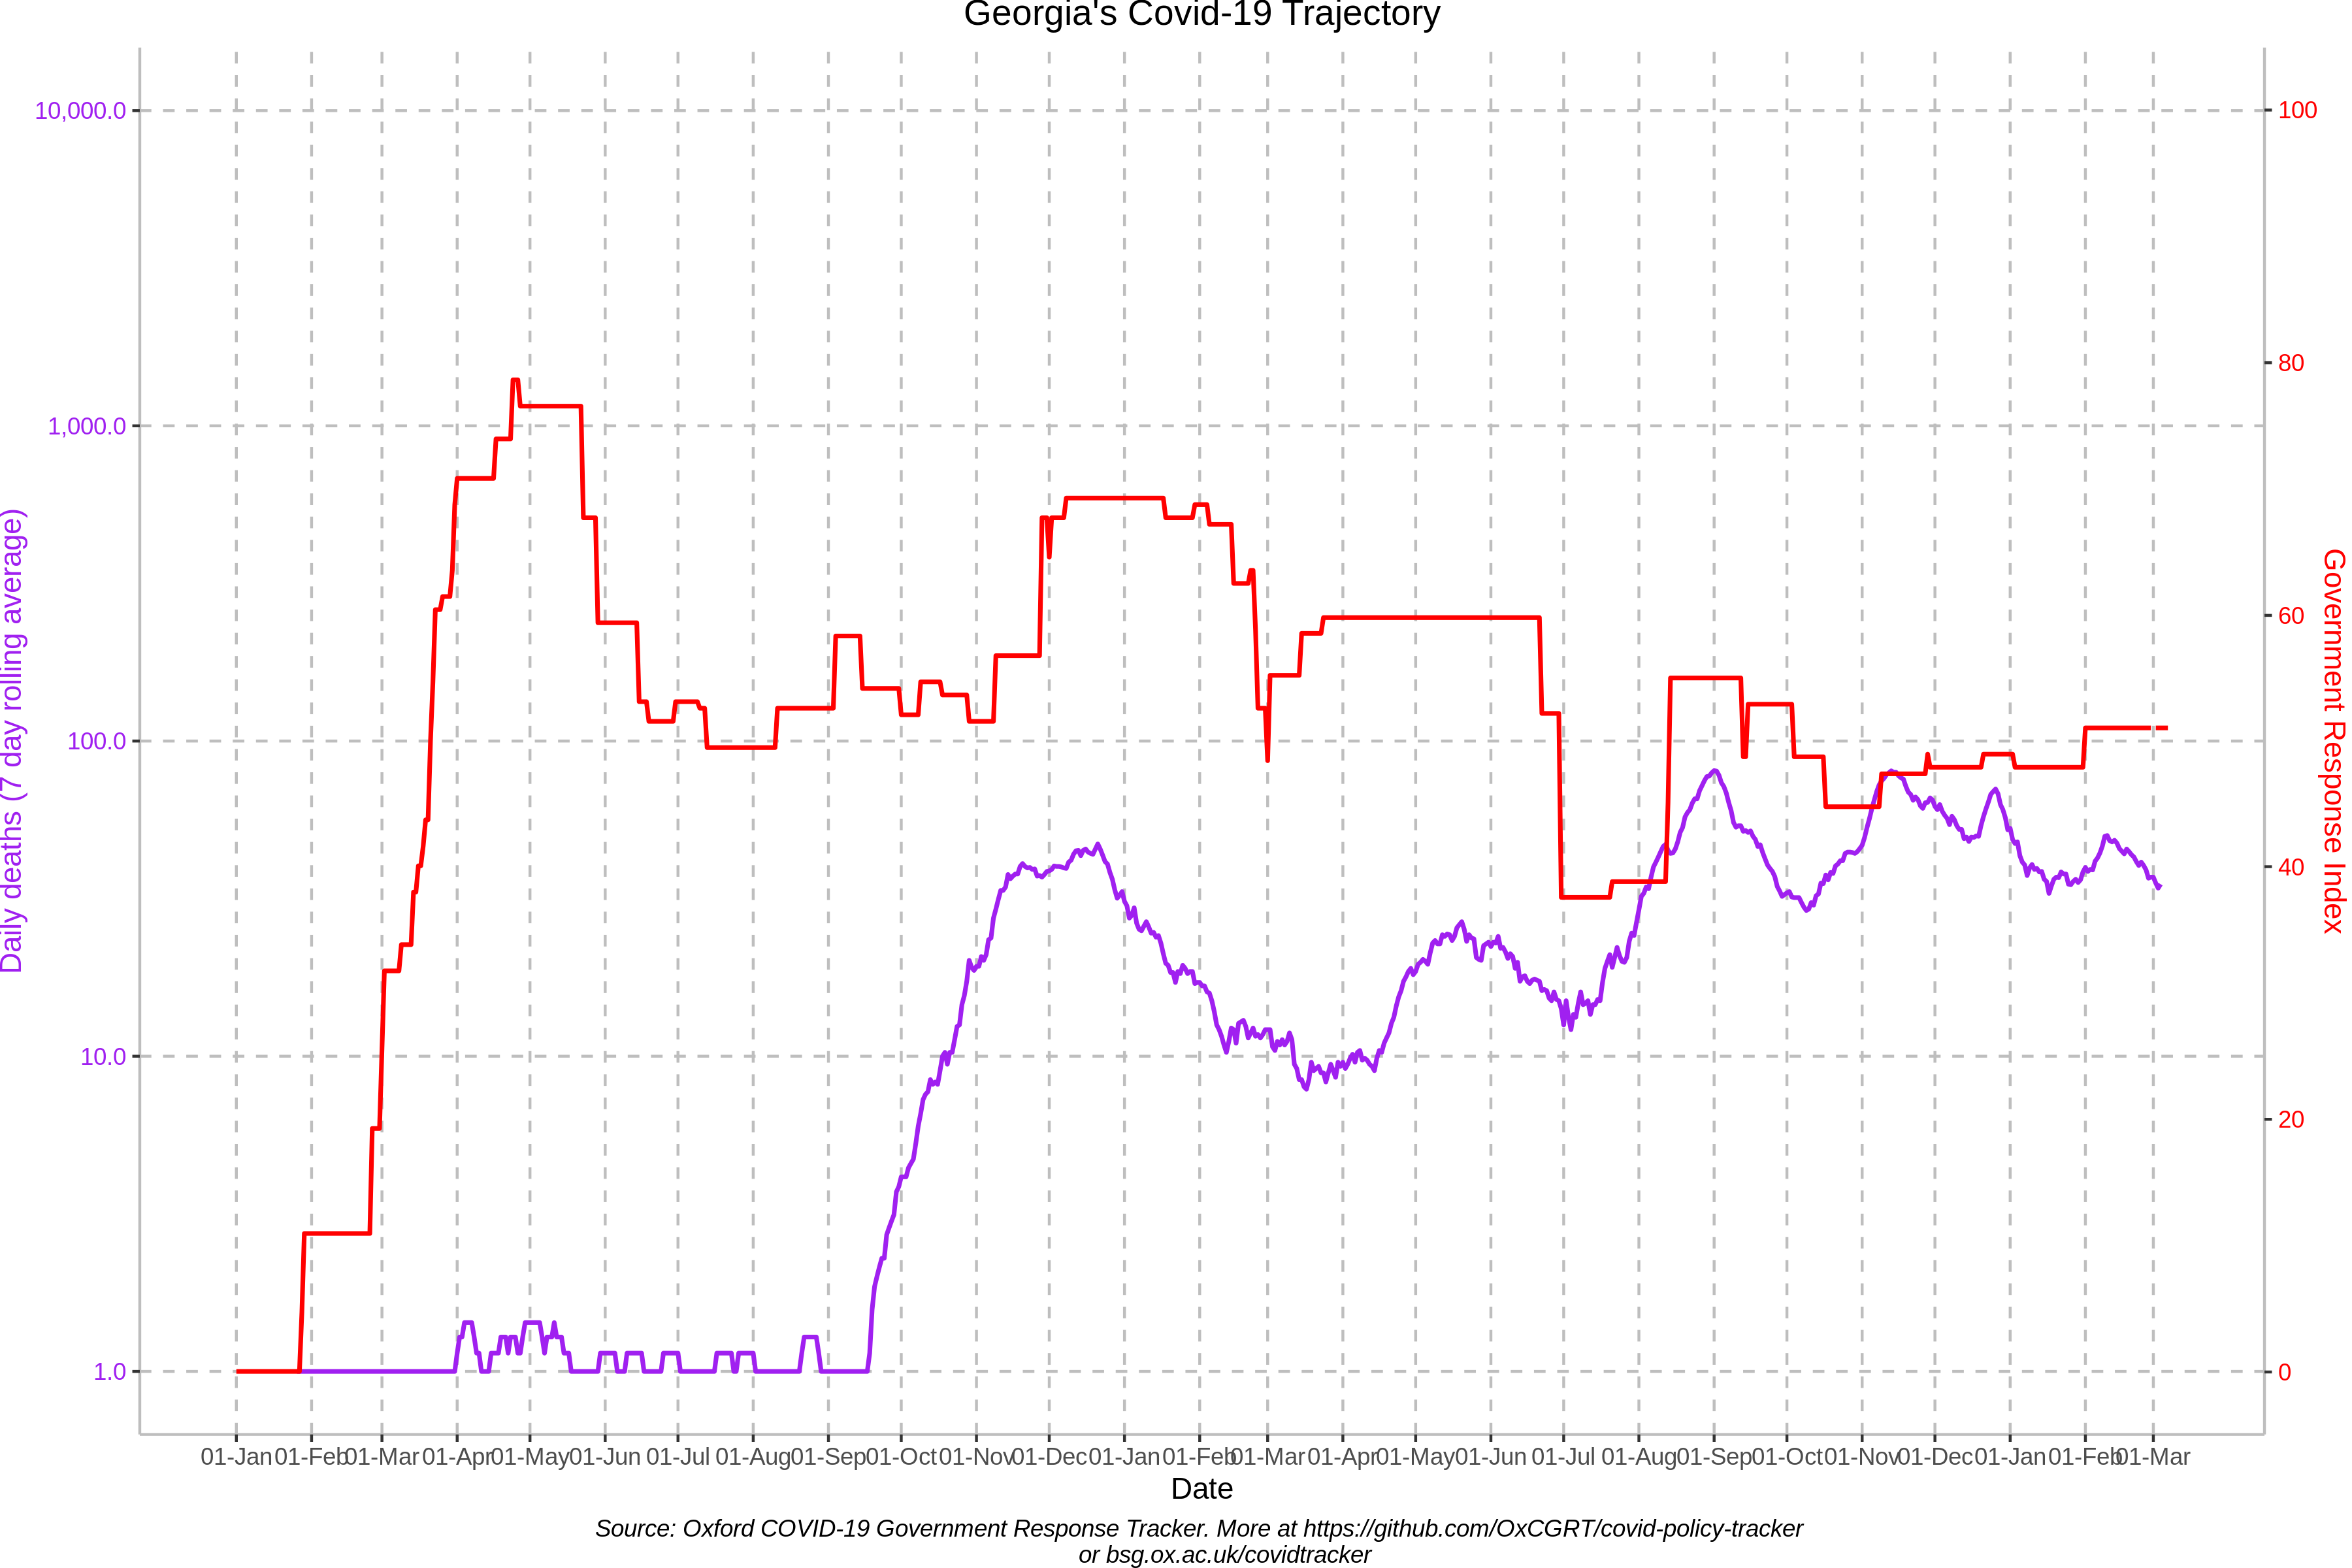 Georgia's Covid-19 Trajectory
10,000.0
1,000.0
100.0
10.0
1.0
Daily deaths (7 day rolling average)
100
80
60
40
20
0
Government Response Index
01-Jan 01-Feb 01-Mar 01-Apr 01-May 01-Jun 01-Jul 01-Aug 01-Sep 01-Oct 01-Nov 01-Dec 01-Jan 01-Feb 01-Mar 01-Apr 01-May 01-Jun 01-Jul 01-Aug 01-Sep 01-Oct 01-Nov 01-Dec 01-Jan 01-Feb 01-Mar
Date
Source: Oxford COVID-19 Government Response Tracker. More at https://github.com/OxCGRT/covid-policy-tracker
or bsg.ox.ac.uk/covidtracker